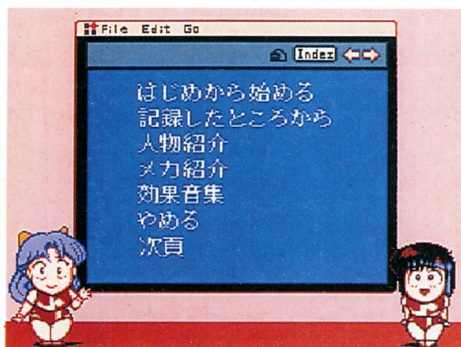 File Edit Go
Index
はじめから始める
記録したところから
人物紹介
メカ紹介
効果音集
やめる
次頁